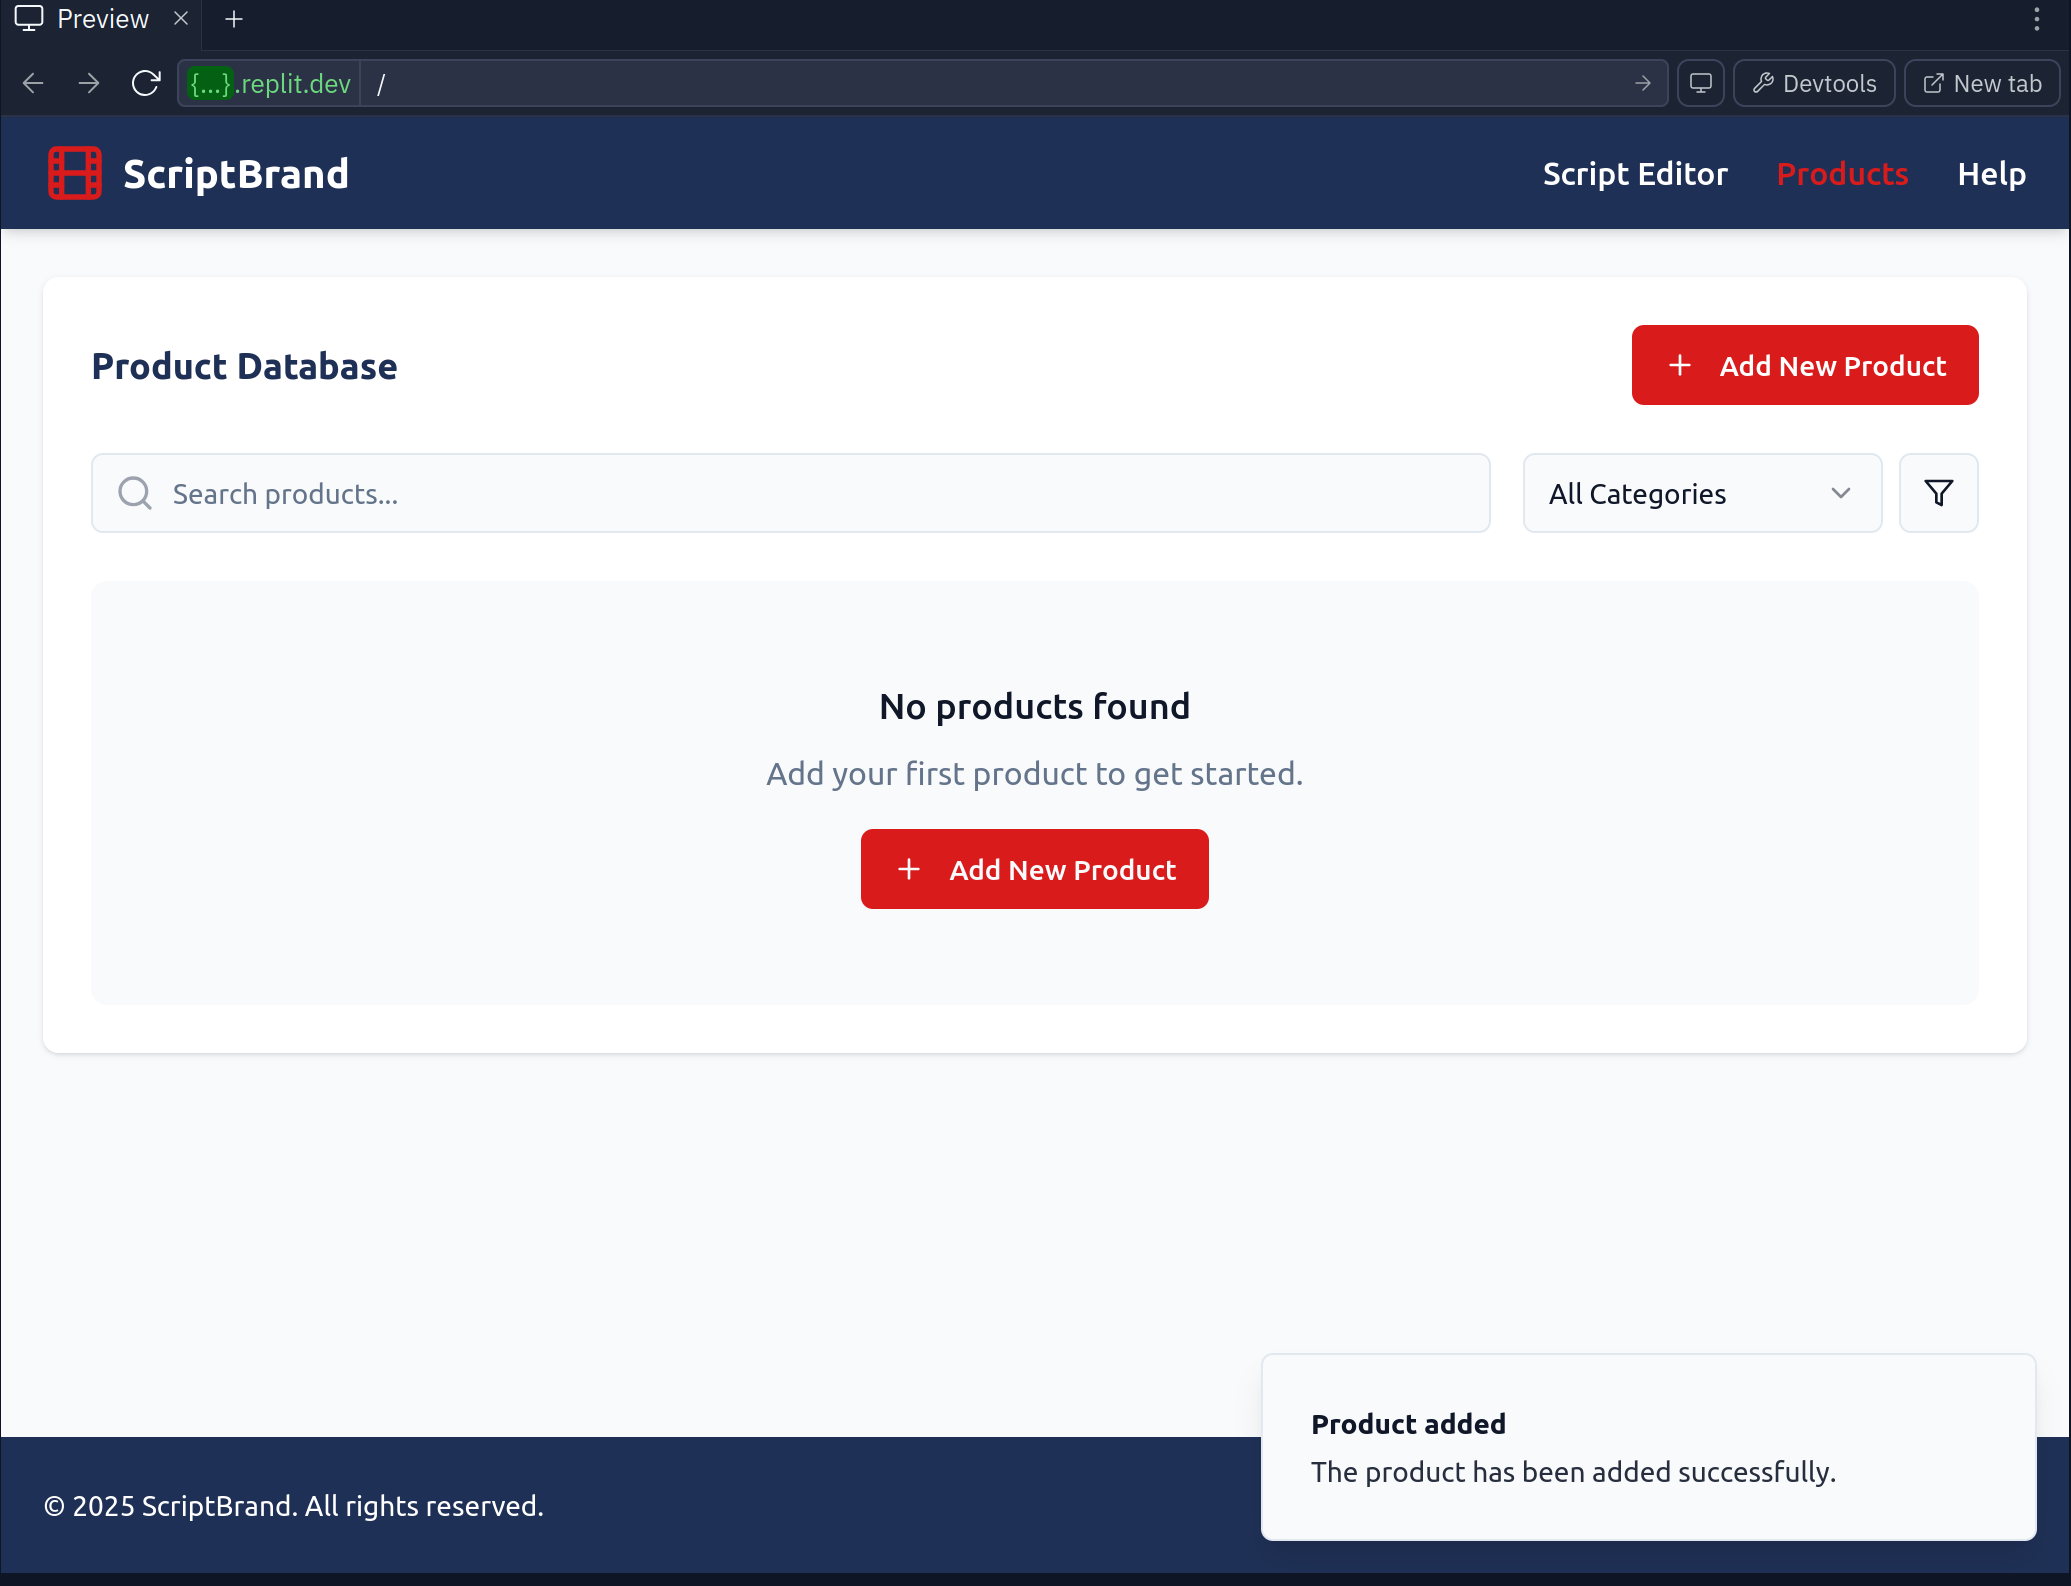 Preview
{...}.replit.dev /
Devtools
New tab
ScriptBrand
Script Editor
Products
Help
Product Database
Add New Product
Search products...
All Categories
No products found
Add your first product to get started.
Add New Product
Product added
The product has been added successfully.
© 2025 ScriptBrand. All rights reserved.